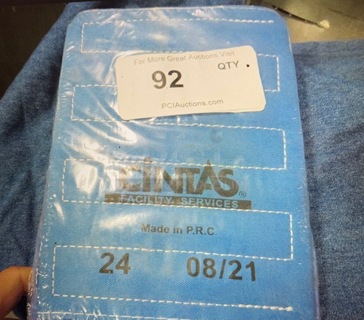 For More Great Auctions Visit
92 QTY
PCIAuctions.com
CINTAS®
FACILITY SERVICES
Made in P.R.C
24 08/21